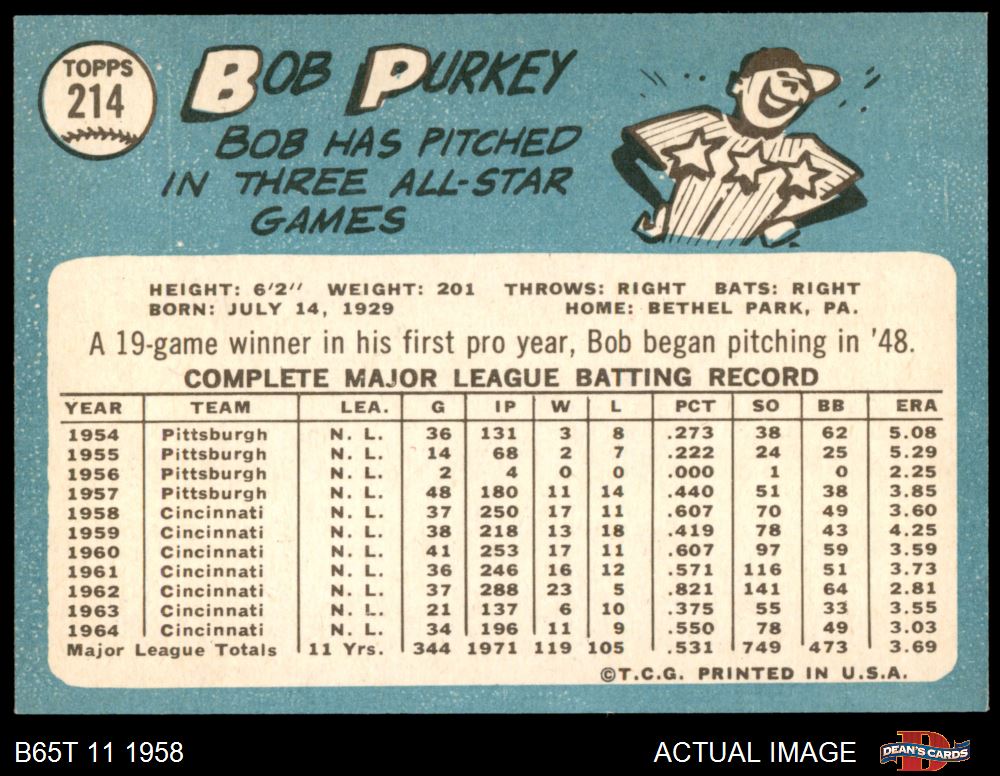 TOPPS
214
BOB PURKEY
BOB HAS PITCHED
IN THREE ALL-STAR
GAMES
HEIGHT: 6'2" WEIGHT: 201 THROWS: RIGHT BATS: RIGHT
BORN: JULY 14, 1929 HOME: BETHEL PARK, PA.
A 19-game winner in his first pro year, Bob began pitching in '48.
COMPLETE MAJOR LEAGUE BATTING RECORD
YEAR TEAM LEA. G IP W L PCT SO BB ERA
1954 Pittsburgh N. L. 36 131 3 8 .273 38 62 5.08
1955 Pittsburgh N. L. 14 68 2 7 .222 24 25 5.29
1956 Pittsburgh N. L. 2 4 0 0 .000 1 0 2.25
1957 Pittsburgh N. L. 48 180 11 14 .440 51 38 3.85
1958 Cincinnati N. L. 37 250 17 11 .607 70 49 3.60
1959 Cincinnati N. L. 38 218 13 18 .419 78 43 4.25
1960 Cincinnati N. L. 41 253 17 11 .607 97 59 3.59
1961 Cincinnati N. L. 36 246 16 12 .571 116 51 3.73
1962 Cincinnati N. L. 37 288 23 5 .821 141 64 2.81
1963 Cincinnati N. L. 21 137 6 10 .375 55 33 3.55
1964 Cincinnati N. L. 34 196 11 9 .550 78 49 3.03
Major League Totals 11 Yrs. 344 1971 119 105 .531 749 473 3.69
©T.C.G. PRINTED IN U.S.A.
B65T 11 1958 ACTUAL IMAGE D DEAN'S CARDS